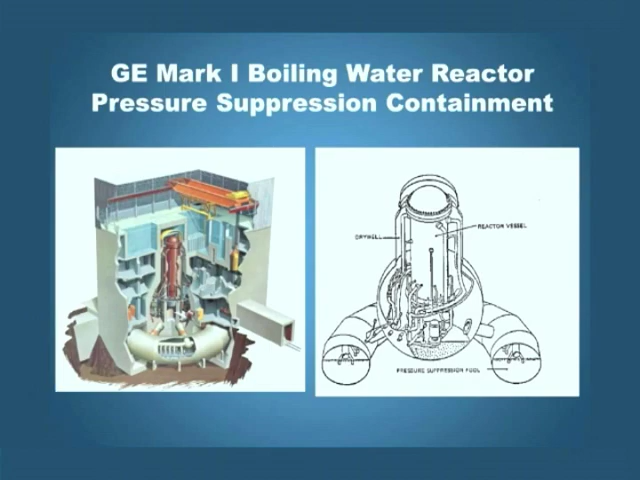 GE Mark I Boiling Water Reactor
Pressure Suppression Containment
DRYWELL
REACTOR VESSEL
PRESSURE SUPPRESSION POOL